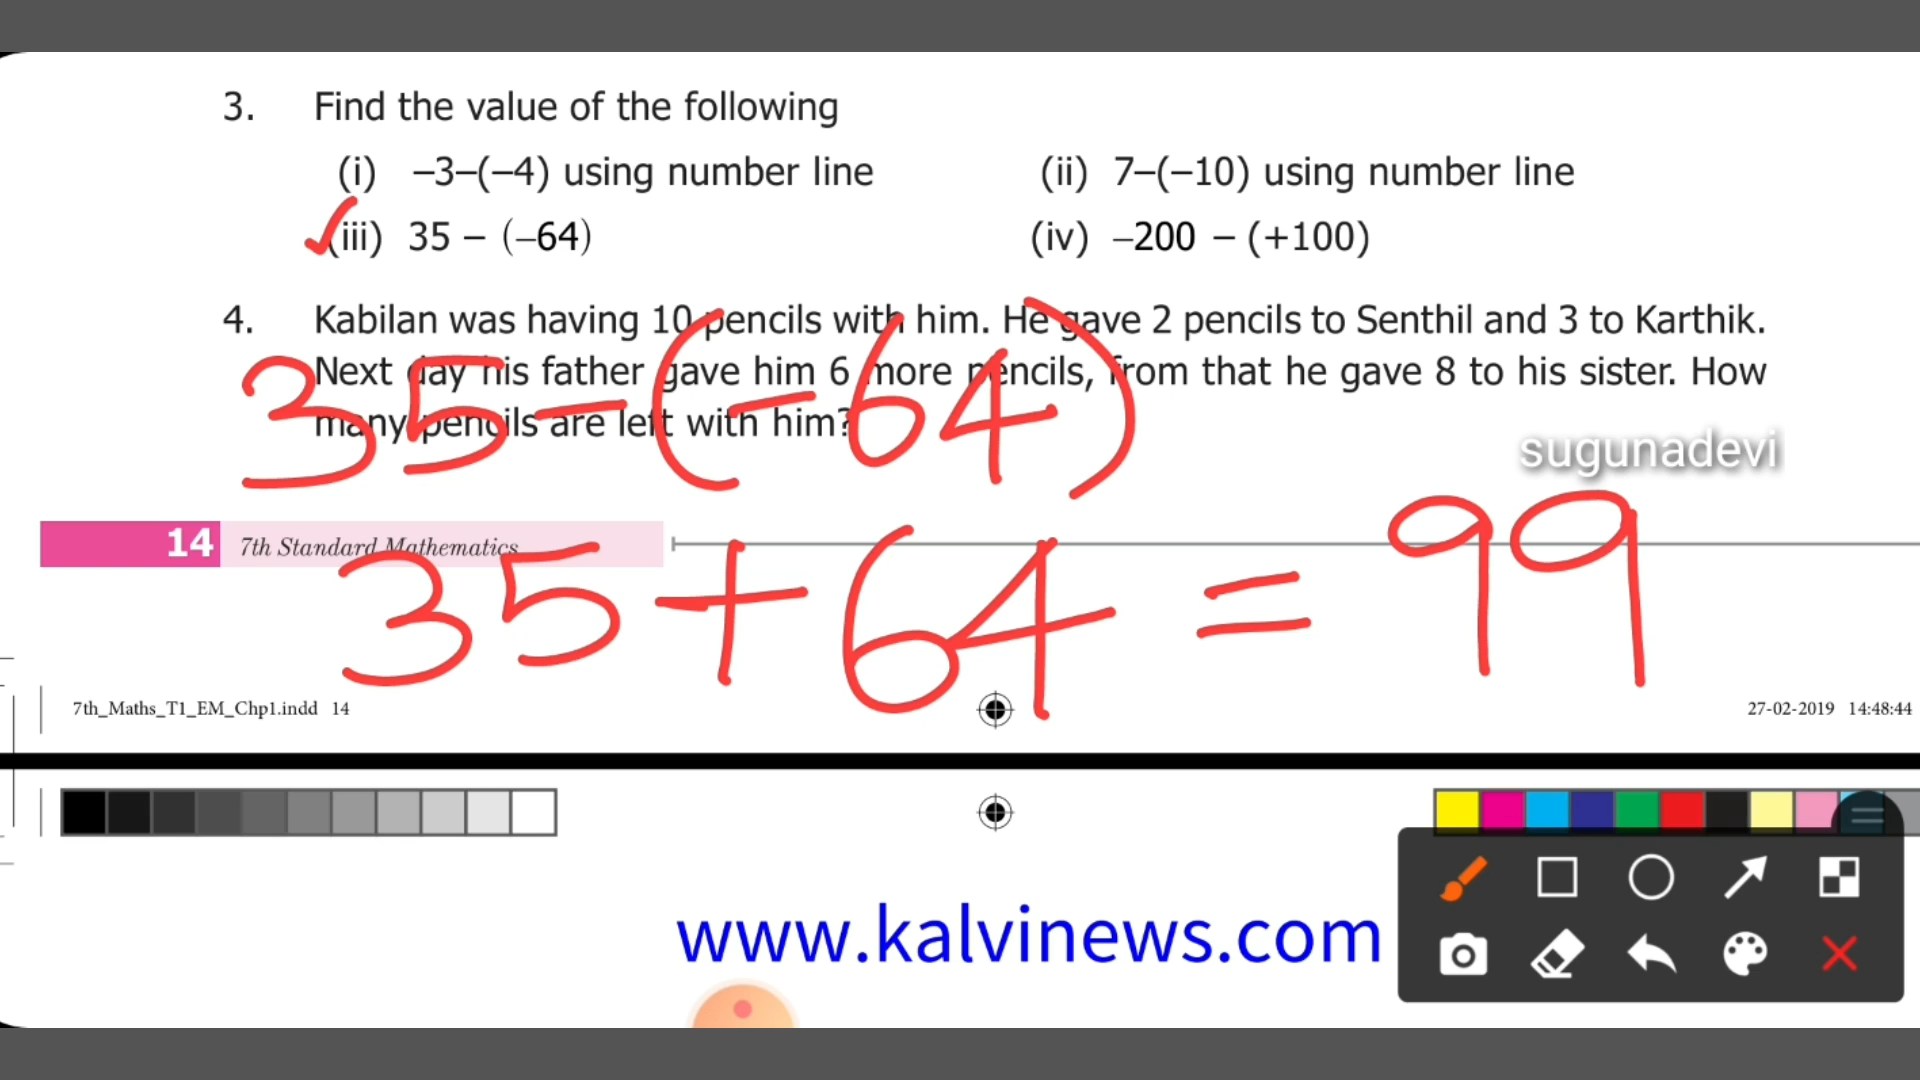 3. Find the value of the following
(i) –3–(–4) using number line (ii) 7–(–10) using number line
(iii) 35 – (–64) (iv) –200 – (+100)
4. Kabilan was having 10 pencils with him. He gave 2 pencils to Senthil and 3 to Karthik.
Next day his father gave him 6 more pencils, from that he gave 8 to his sister. How
many pencils are left with him?
35-(-64)
sugunadevi
14 7th Standard Mathematics
35+64 = 99
7th_Maths_T1_EM_Chp1.indd 14 27-02-2019 14:48:44
www.kalvinews.com